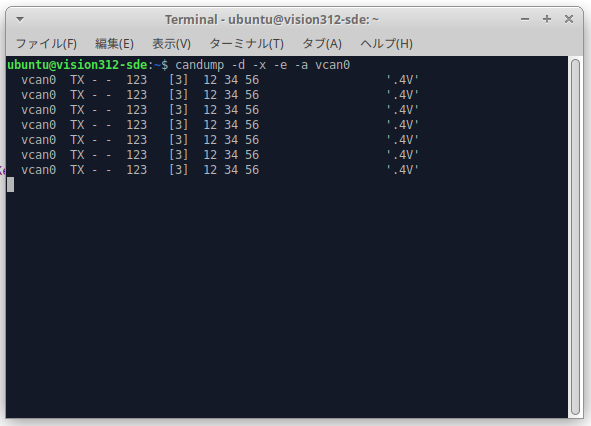 Terminal - ubuntu@vision312-sde: ~
ファイル(F) 編集(E) 表示(V) ターミナル(T) タブ(A) ヘルプ(H)
ubuntu@vision312-sde:~$ candump -d -x -e -a vcan0
  vcan0  TX - -  123   [3]  12 34 56                  '.4V'
  vcan0  TX - -  123   [3]  12 34 56                  '.4V'
  vcan0  TX - -  123   [3]  12 34 56                  '.4V'
  vcan0  TX - -  123   [3]  12 34 56                  '.4V'
  vcan0  TX - -  123   [3]  12 34 56                  '.4V'
  vcan0  TX - -  123   [3]  12 34 56                  '.4V'
  vcan0  TX - -  123   [3]  12 34 56                  '.4V'